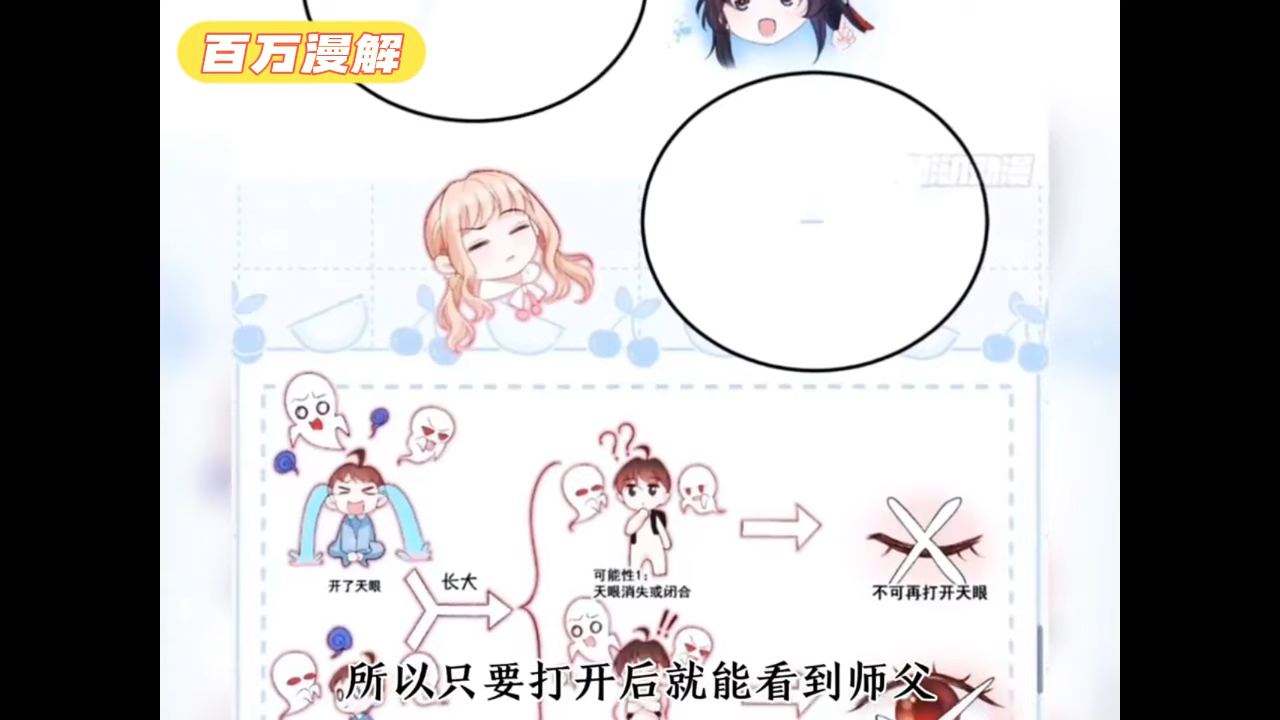 百万漫解
开了天眼
长大
可能性1：
天眼消失或闭合
不可再打开天眼
??
!!
所以只要打开后就能看到师父